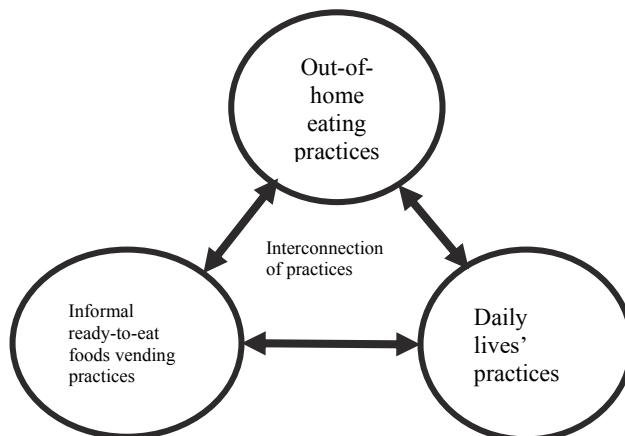 Out-of-
home
eating
practices
Interconnection
of practices
Informal
ready-to-eat
foods vending
practices
Daily
lives’
practices